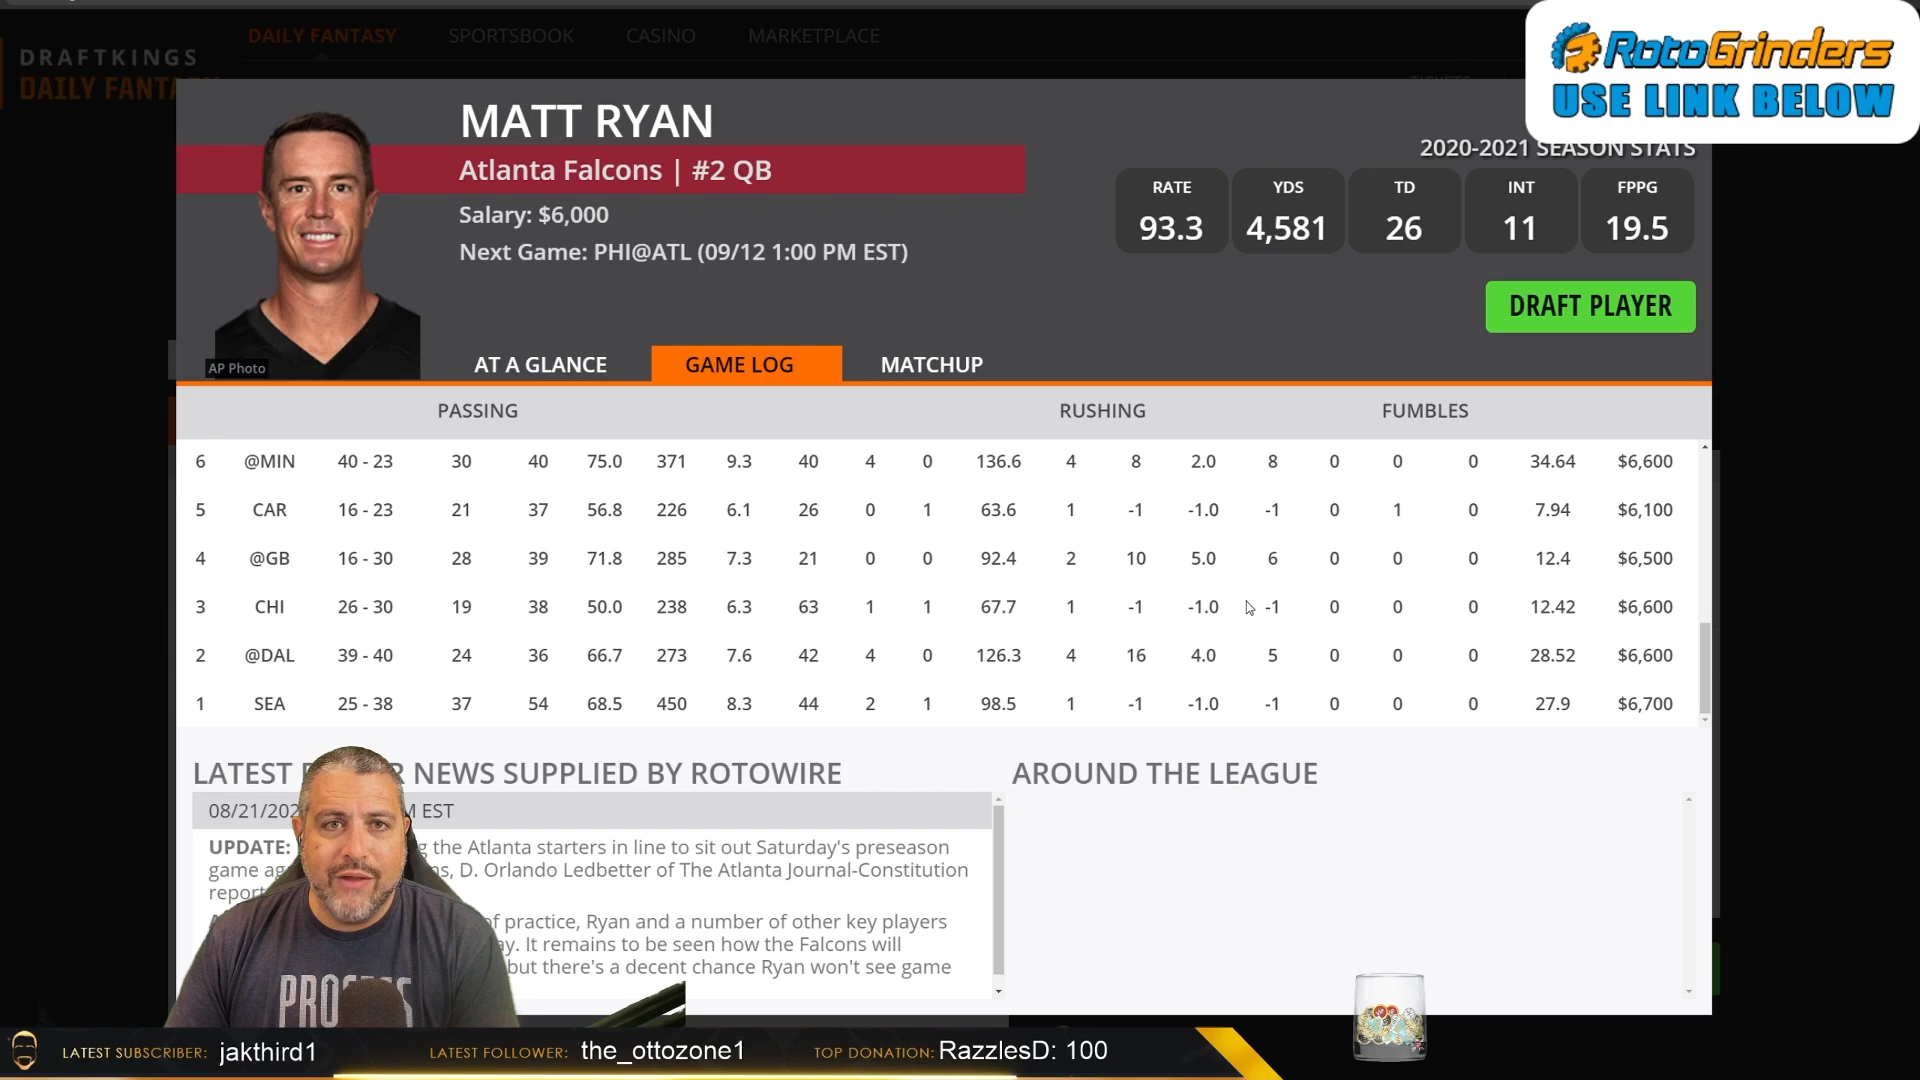 DRAFTKINGS
DAILY FANTASY SPORTSBOOK CASINO MARKETPLACE
RotoGrinders
USE LINK BELOW
MATT RYAN
Atlanta Falcons | #2 QB
Salary: $6,000
Next Game: PHI@ATL (09/12 1:00 PM EST)
2020-2021 SEASON STATS
RATE YDS TD INT FPPG
93.3 4,581 26 11 19.5
DRAFT PLAYER
AP Photo
AT A GLANCE GAME LOG MATCHUP
PASSING RUSHING FUMBLES
6 @MIN 40 - 23 30 40 75.0 371 9.3 40 4 0 136.6 4 8 2.0 8 0 0 0 34.64 $6,600
5 CAR 16 - 23 21 37 56.8 226 6.1 26 0 1 63.6 1 -1 -1.0 -1 0 1 0 7.94 $6,100
4 @GB 16 - 30 28 39 71.8 285 7.3 21 0 0 92.4 2 10 5.0 6 0 0 0 12.4 $6,500
3 CHI 26 - 30 19 38 50.0 238 6.3 63 1 1 67.7 1 -1 -1.0 -1 0 0 0 12.42 $6,600
2 @DAL 39 - 40 24 36 66.7 273 7.6 42 4 0 126.3 4 16 4.0 5 0 0 0 28.52 $6,600
1 SEA 25 - 38 37 54 68.5 450 8.3 44 2 1 98.5 1 -1 -1.0 -1 0 0 0 27.9 $6,700
LATEST NEWS SUPPLIED BY ROTOWIRE
AROUND THE LEAGUE
08/21/202 M EST
UPDATE: the Atlanta starters in line to sit out Saturday's preseason
game D. Orlando Ledbetter of The Atlanta Journal-Constitution
report
of practice, Ryan and a number of other key players
It remains to be seen how the Falcons will
but there's a decent chance Ryan won't see game
LATEST SUBSCRIBER: jakthird1 LATEST FOLLOWER: the_ottozone1 TOP DONATION: RazzlesD: 100